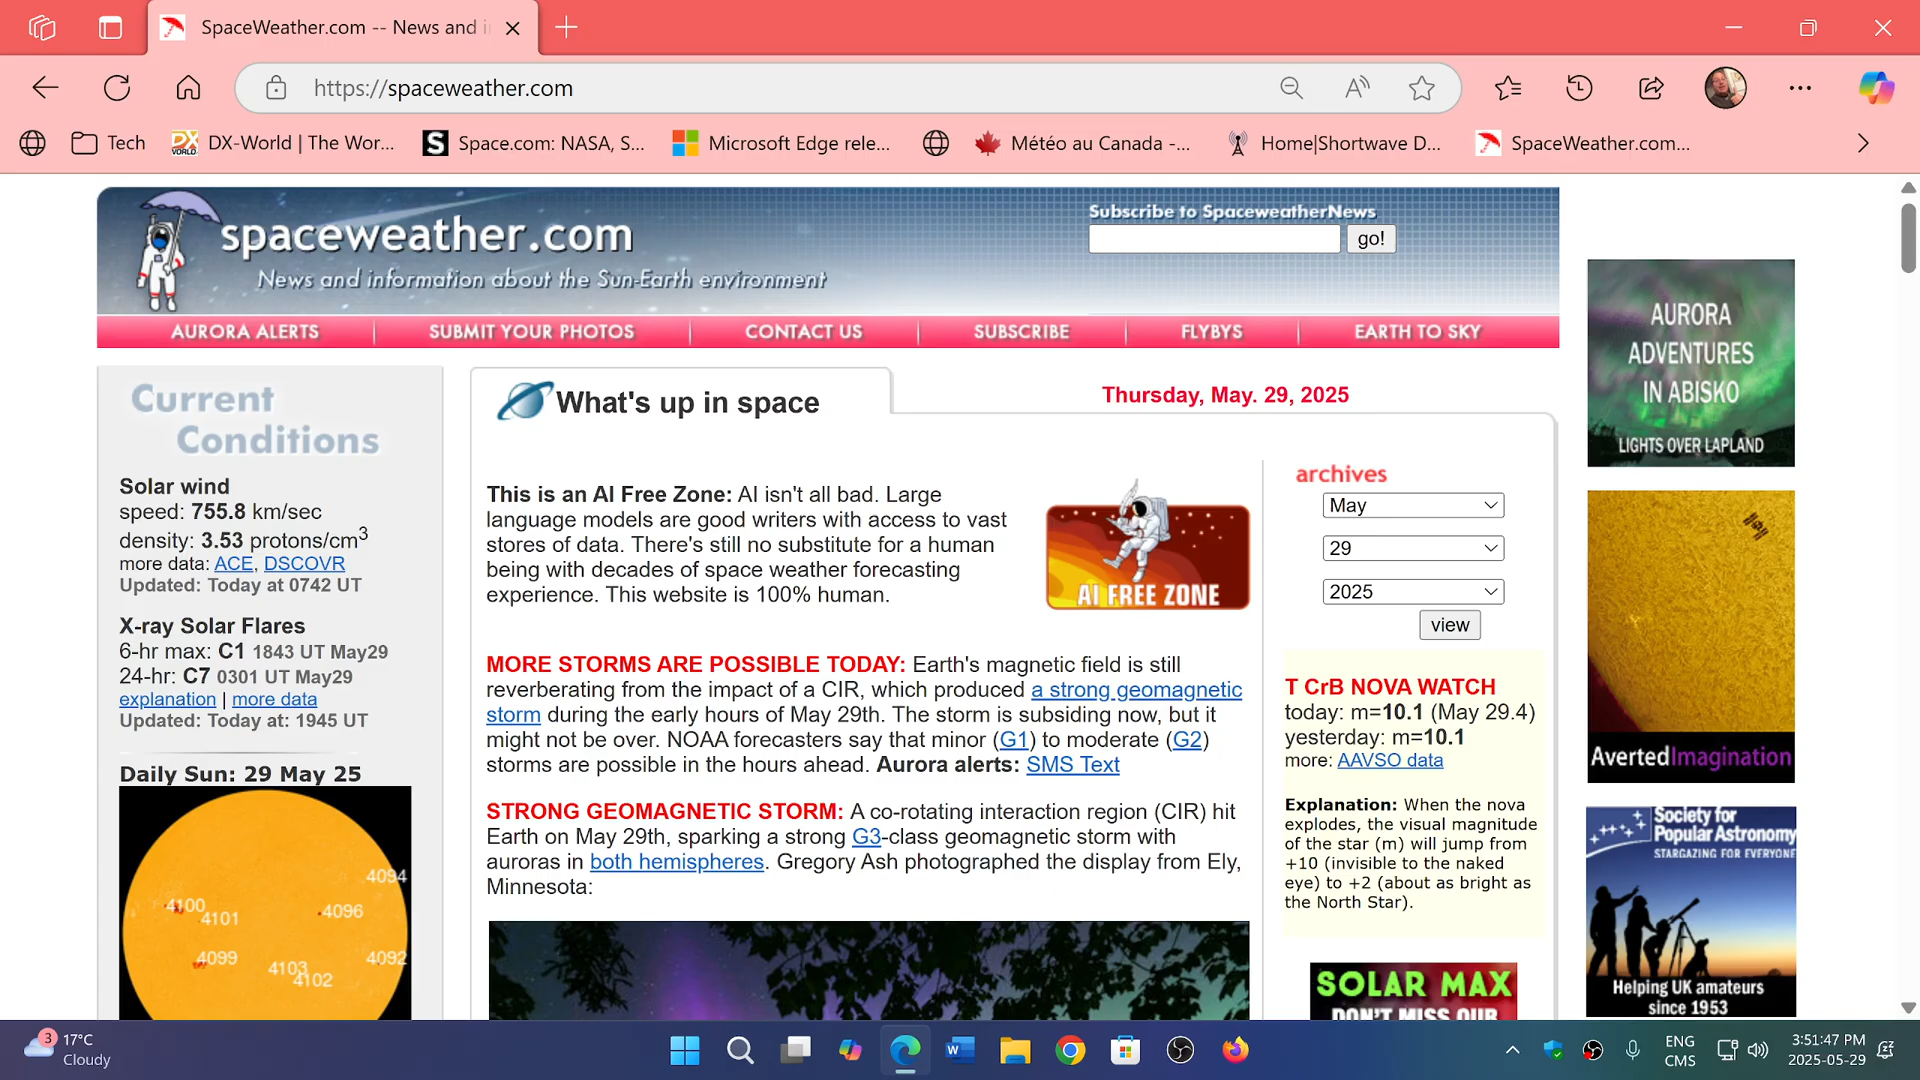 SpaceWeather.com -- News and i
https://spaceweather.com
Tech
DX-World | The Wor...
Space.com: NASA, S...
Microsoft Edge rele...
Météo au Canada -...
Home|Shortwave D...
SpaceWeather.com...
spaceweather.com
News and information about the Sun-Earth environment
Subscribe to SpaceweatherNews
go!
AURORA ALERTS
SUBMIT YOUR PHOTOS
CONTACT US
SUBSCRIBE
FLYBYS
EARTH TO SKY
Current
Conditions
Solar wind
speed: 755.8 km/sec
density: 3.53 protons/cm3
more data: ACE, DSCOVR
Updated: Today at 0742 UT
X-ray Solar Flares
6-hr max: C1 1843 UT May29
24-hr: C7 0301 UT May29
explanation | more data
Updated: Today at: 1945 UT
Daily Sun: 29 May 25
4094
4100
4101
4096
4099
4103
4102
4092
What's up in space
Thursday, May. 29, 2025
This is an AI Free Zone: AI isn't all bad. Large
language models are good writers with access to vast
stores of data. There's still no substitute for a human
being with decades of space weather forecasting
experience. This website is 100% human.
AI FREE ZONE
MORE STORMS ARE POSSIBLE TODAY: Earth's magnetic field is still
reverberating from the impact of a CIR, which produced a strong geomagnetic
storm during the early hours of May 29th. The storm is subsiding now, but it
might not be over. NOAA forecasters say that minor (G1) to moderate (G2)
storms are possible in the hours ahead. Aurora alerts: SMS Text
STRONG GEOMAGNETIC STORM: A co-rotating interaction region (CIR) hit
Earth on May 29th, sparking a strong G3-class geomagnetic storm with
auroras in both hemispheres. Gregory Ash photographed the display from Ely,
Minnesota:
archives
May
29
2025
view
T CrB NOVA WATCH
today: m=10.1 (May 29.4)
yesterday: m=10.1
more: AAVSO data
Explanation: When the nova
explodes, the visual magnitude
of the star (m) will jump from
+10 (invisible to the naked
eye) to +2 (about as bright as
the North Star).
SOLAR MAX
DON'T MISS OUR
AURORA
ADVENTURES
IN ABISKO
LIGHTS OVER LAPLAND
AvertedImagination
Society for
Popular Astronomy
STARGAZING FOR EVERYONE
Helping UK amateurs
since 1953
3
17°C
Cloudy
ENG
CMS
3:51:47 PM
2025-05-29